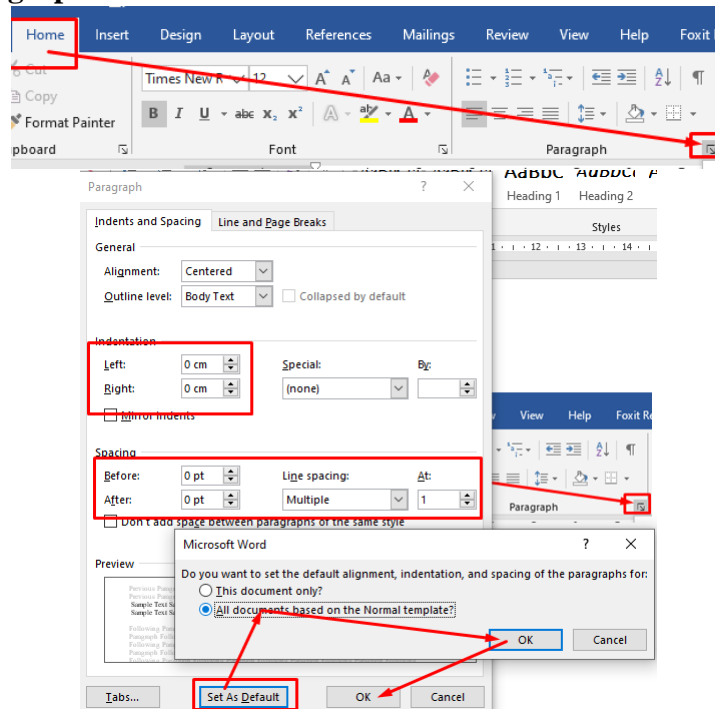 Home Insert Design Layout References Mailings Review View Help Foxit
Cut
Copy
Format Painter
Times New R 12 A A Aa
B I U abc X₂ X² A A
Font Paragraph
Paragraph ? X
Heading 1 Heading 2
Styles
1 · 12 · 13 · 14
Indents and Spacing Line and Page Breaks
General
Alignment: Centered
Outline level: Body Text Collapsed by default
Indentation
Left: 0 cm Special: By:
Right: 0 cm (none)
Mirror indents
View Help Foxit Re
Paragraph
Spacing
Before: 0 pt Line spacing: At:
After: 0 pt Multiple 1
Don't add space between paragraphs of the same style
Preview
Microsoft Word ? X
Do you want to set the default alignment, indentation, and spacing of the paragraphs for:
This document only?
All documents based on the Normal template?
OK Cancel
Tabs... Set As Default OK Cancel